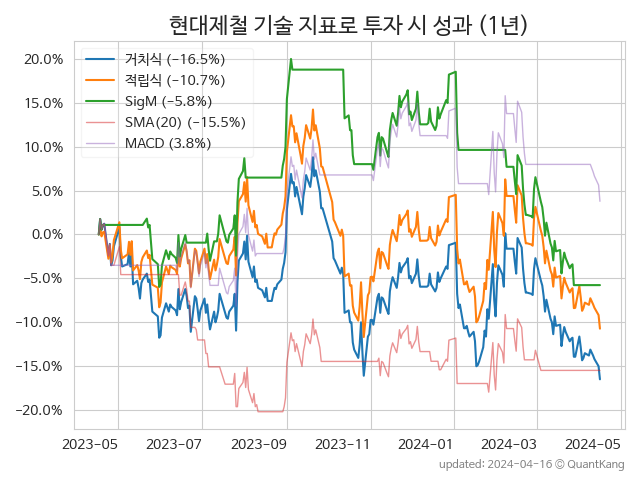 현대제철 기술 지표로 투자 시 성과 (1년)
거치식 (−16.5%)
적립식 (−10.7%)
SigM (−5.8%)
SMA(20) (−15.5%)
MACD (3.8%)
20.0%
15.0%
10.0%
5.0%
0.0%
−5.0%
−10.0%
−15.0%
−20.0%
2023-05 2023-07 2023-09 2023-11 2024-01 2024-03 2024-05
updated: 2024-04-16 © QuantKang